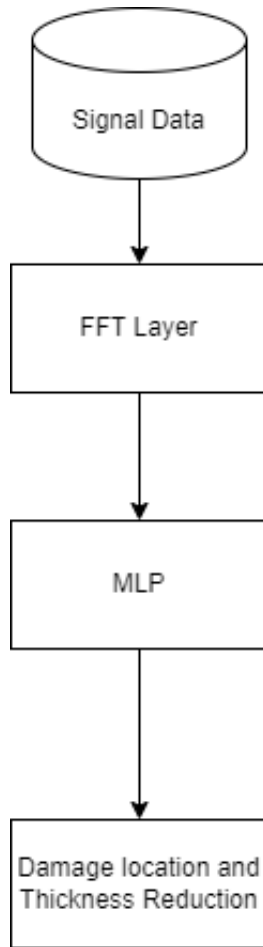 Signal Data
FFT Layer
MLP
Damage location and
Thickness Reduction